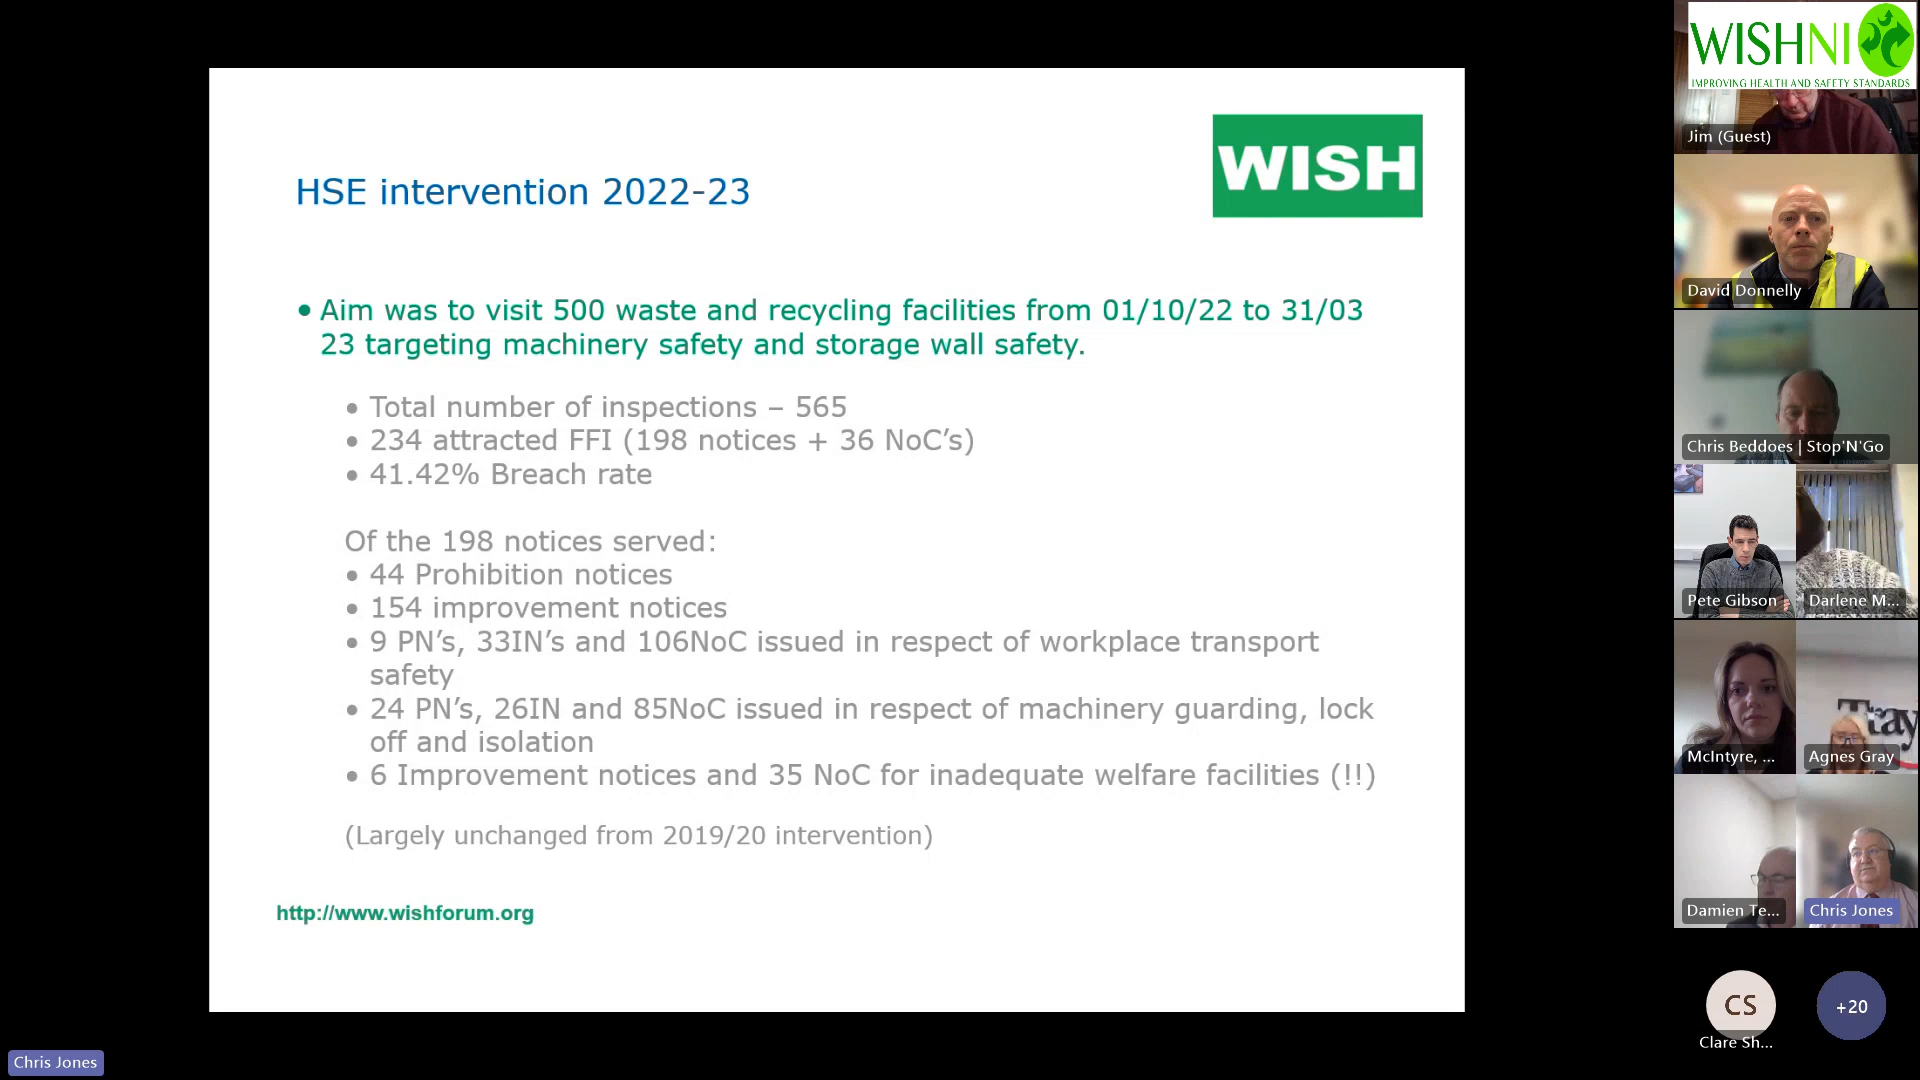 WISH
HSE intervention 2022-23
• Aim was to visit 500 waste and recycling facilities from 01/10/22 to 31/03
23 targeting machinery safety and storage wall safety.
• Total number of inspections – 565
• 234 attracted FFI (198 notices + 36 NoC’s)
• 41.42% Breach rate
Of the 198 notices served:
• 44 Prohibition notices
• 154 improvement notices
• 9 PN’s, 33IN’s and 106NoC issued in respect of workplace transport
safety
• 24 PN’s, 26IN and 85NoC issued in respect of machinery guarding, lock
off and isolation
• 6 Improvement notices and 35 NoC for inadequate welfare facilities (!!)
(Largely unchanged from 2019/20 intervention)
http://www.wishforum.org
Chris Jones
WISHNI
IMPROVING HEALTH AND SAFETY STANDARDS
Jim (Guest)
David Donnelly
Chris Beddoes | Stop'N'Go
Pete Gibson
Darlene M...
McIntyre, ...
Tray
Agnes Gray
Damien Te...
Chris Jones
CS
Clare Sh...
+20